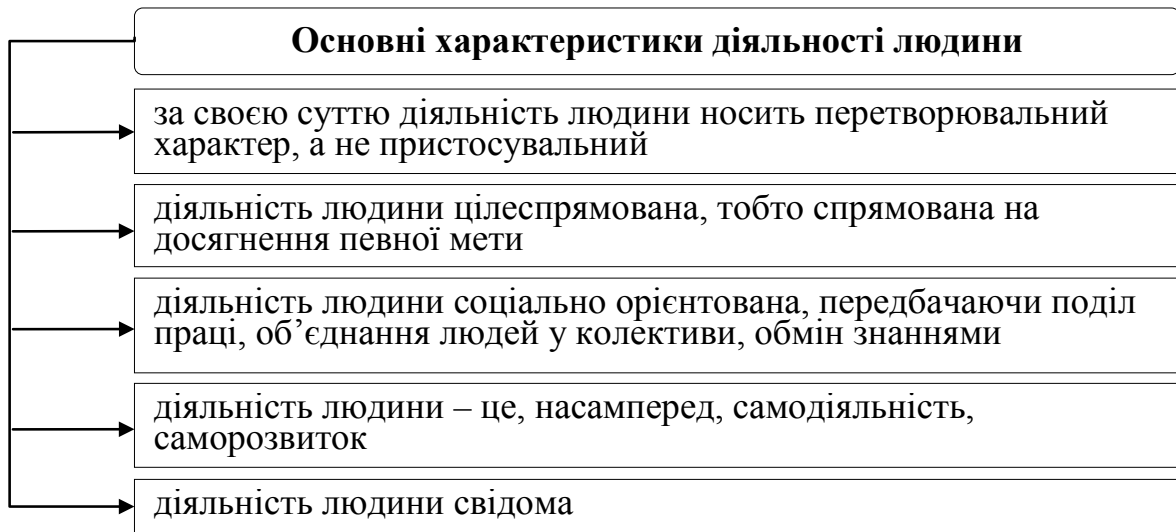 Основні характеристики діяльності людини
за своєю суттю діяльність людини носить перетворювальний
характер, а не пристосувальний
діяльність людини цілеспрямована, тобто спрямована на
досягнення певної мети
діяльність людини соціально орієнтована, передбачаючи поділ
праці, об’єднання людей у колективи, обмін знаннями
діяльність людини – це, насамперед, самодіяльність,
саморозвиток
діяльність людини свідома